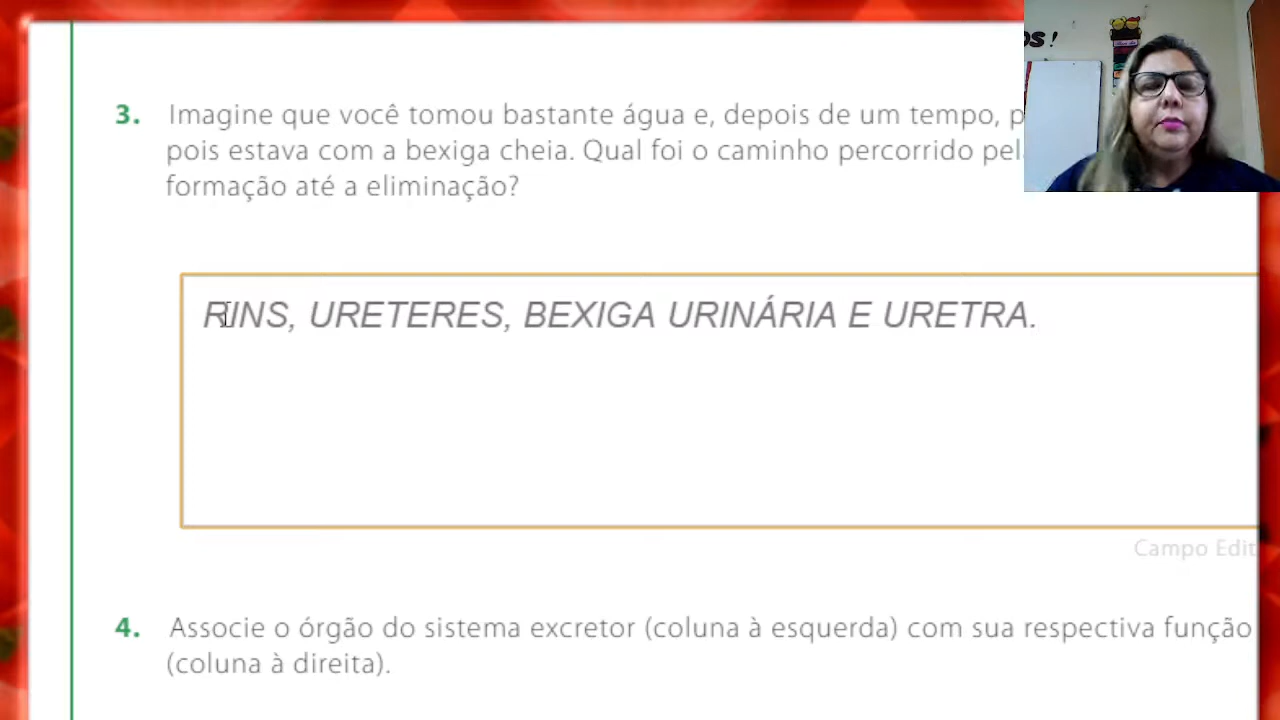 OS!
3. Imagine que você tomou bastante água e, depois de um tempo,
pois estava com a bexiga cheia. Qual foi o caminho percorrido
formação até a eliminação?
RINS, URETERES, BEXIGA URINÁRIA E URETRA.
Campo
4. Associe o órgão do sistema excretor (coluna à esquerda) com sua respectiva função
(coluna à direita).